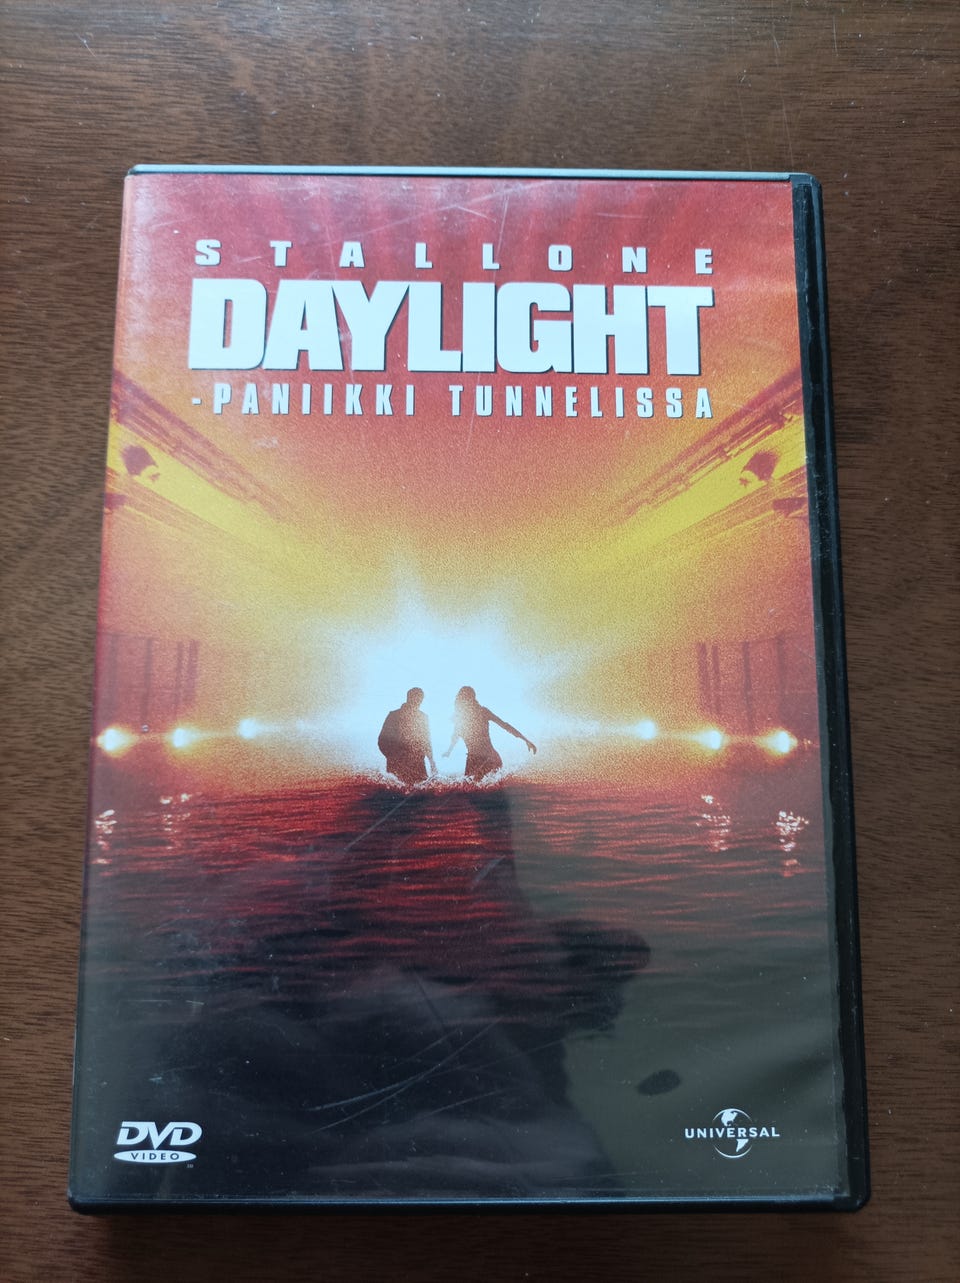 STALLONE
DAYLIGHT
-PANIIKKI TUNNELISSA
DVD
VIDEO
UNIVERSAL